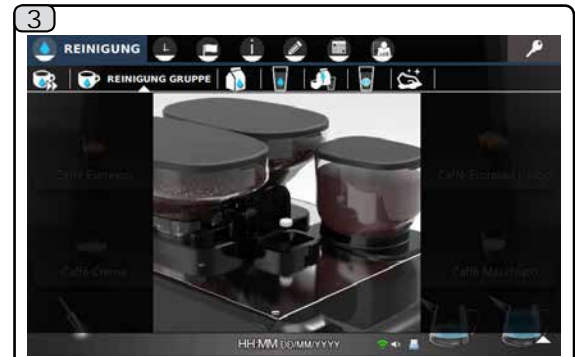 3
REINIGUNG
REINIGUNG GRUPPE
Caffè Espresso
Caffè Crema
Caffè Macchiato
HH:MM DD/MM/YYYY